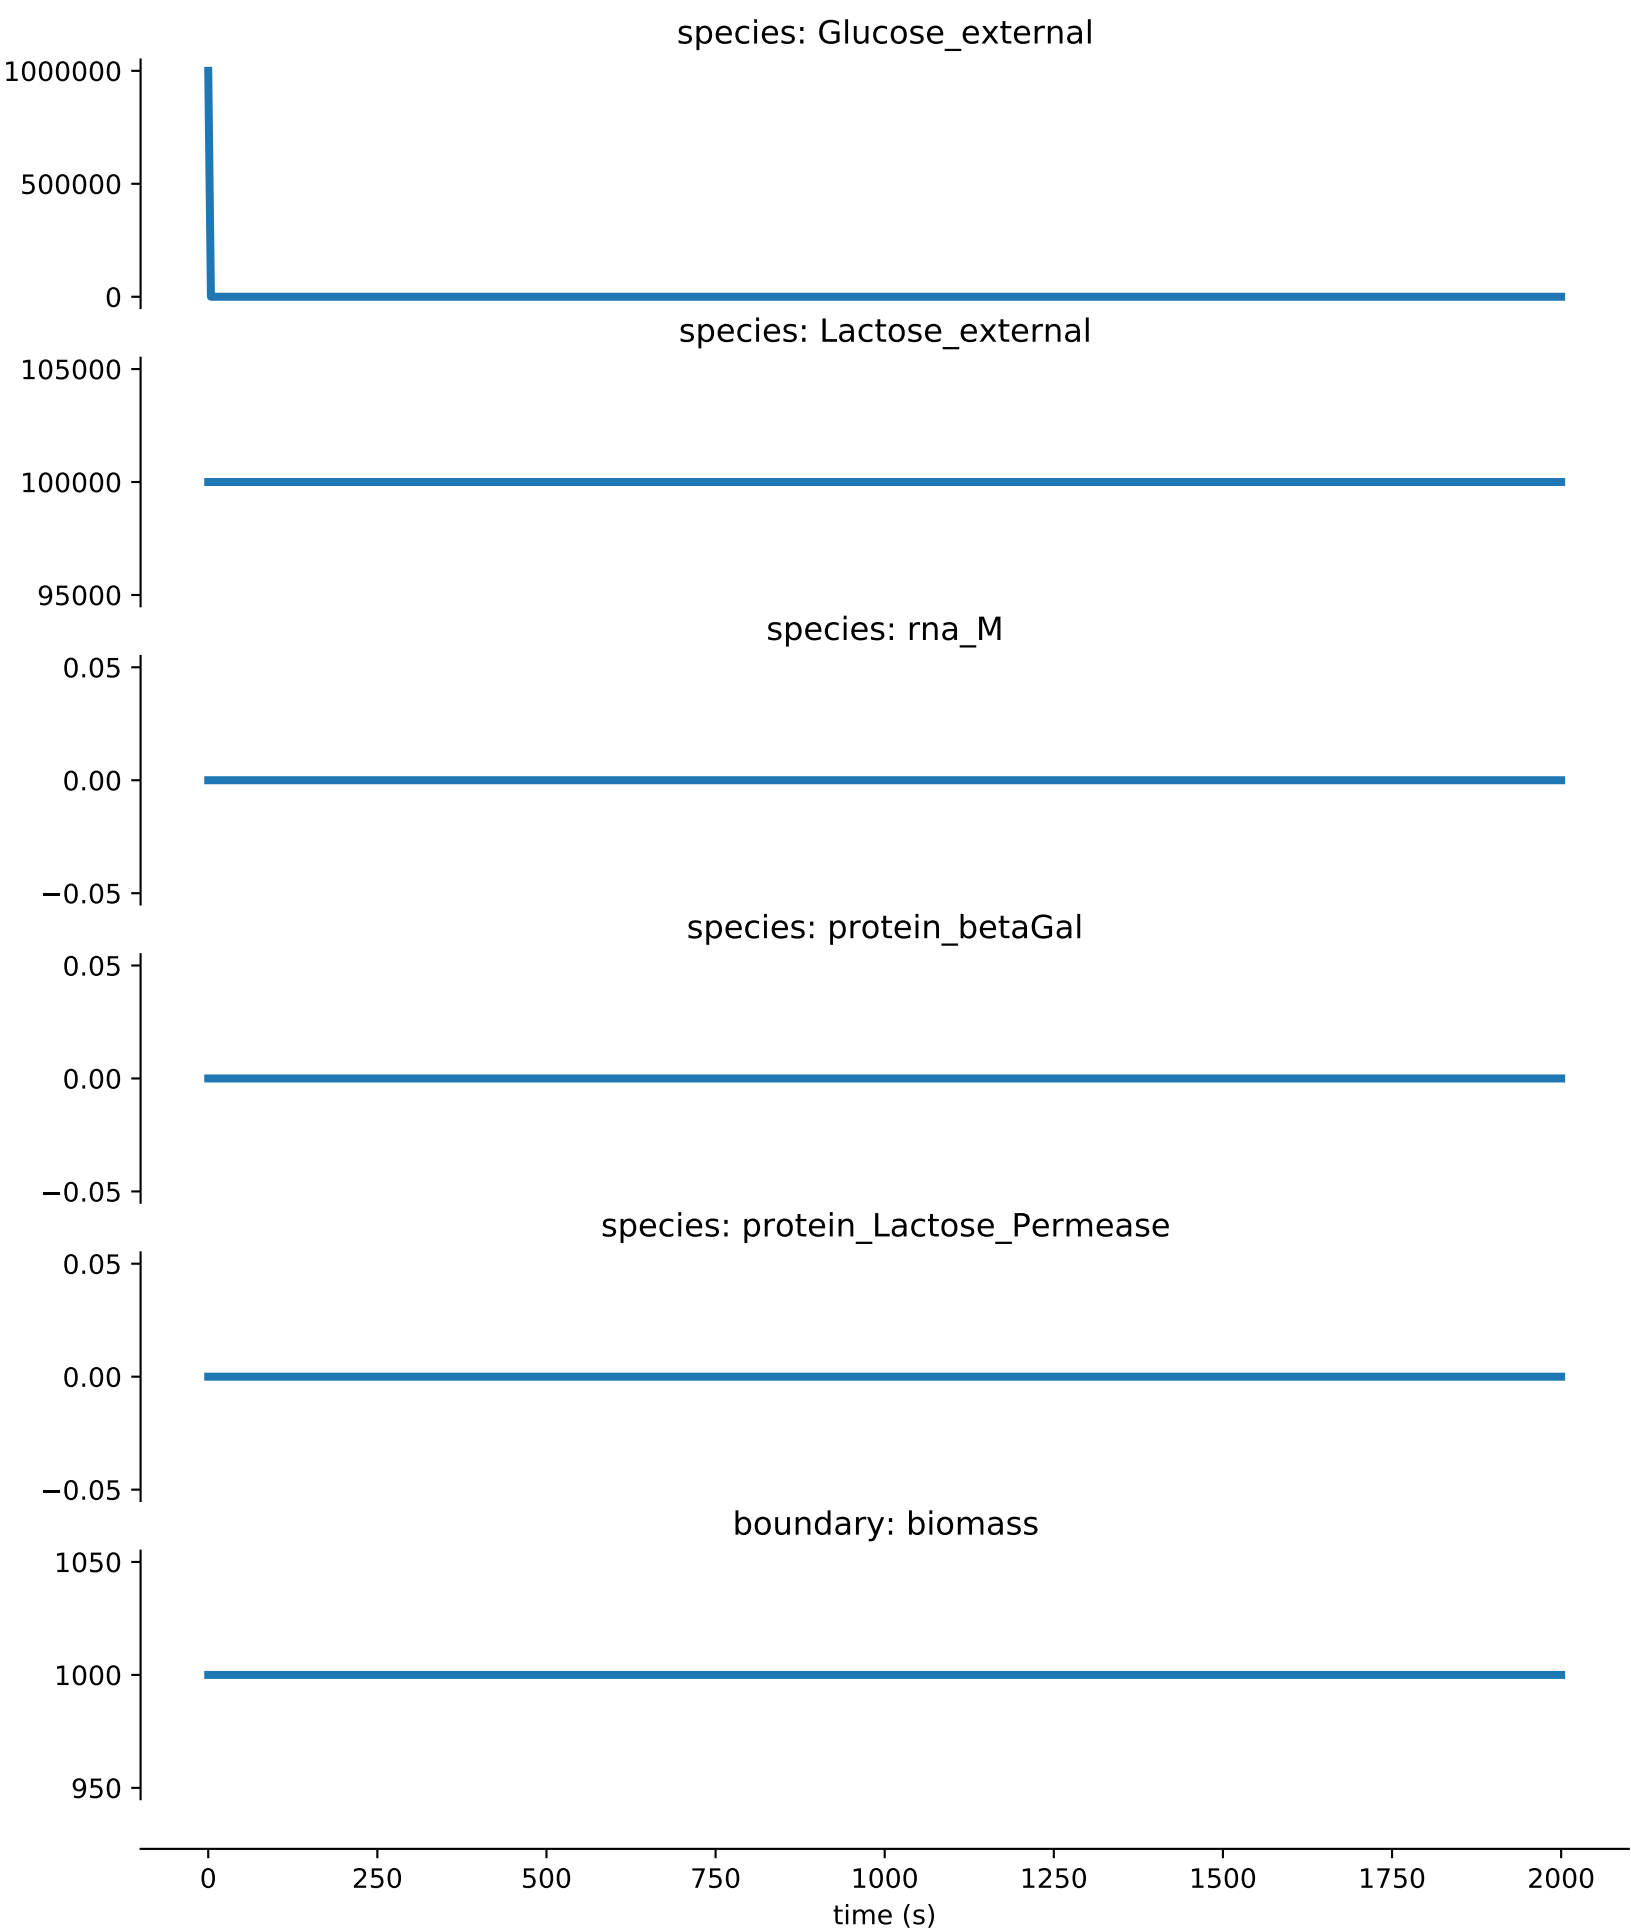 species: Glucose_external
1000000
500000
0
species: Lactose_external
105000
100000
95000
species: rna_M
0.05
0.00
−0.05
species: protein_betaGal
0.05
0.00
−0.05
species: protein_Lactose_Permease
0.05
0.00
−0.05
boundary: biomass
1050
1000
950
0 250 500 750 1000 1250 1500 1750 2000
time (s)